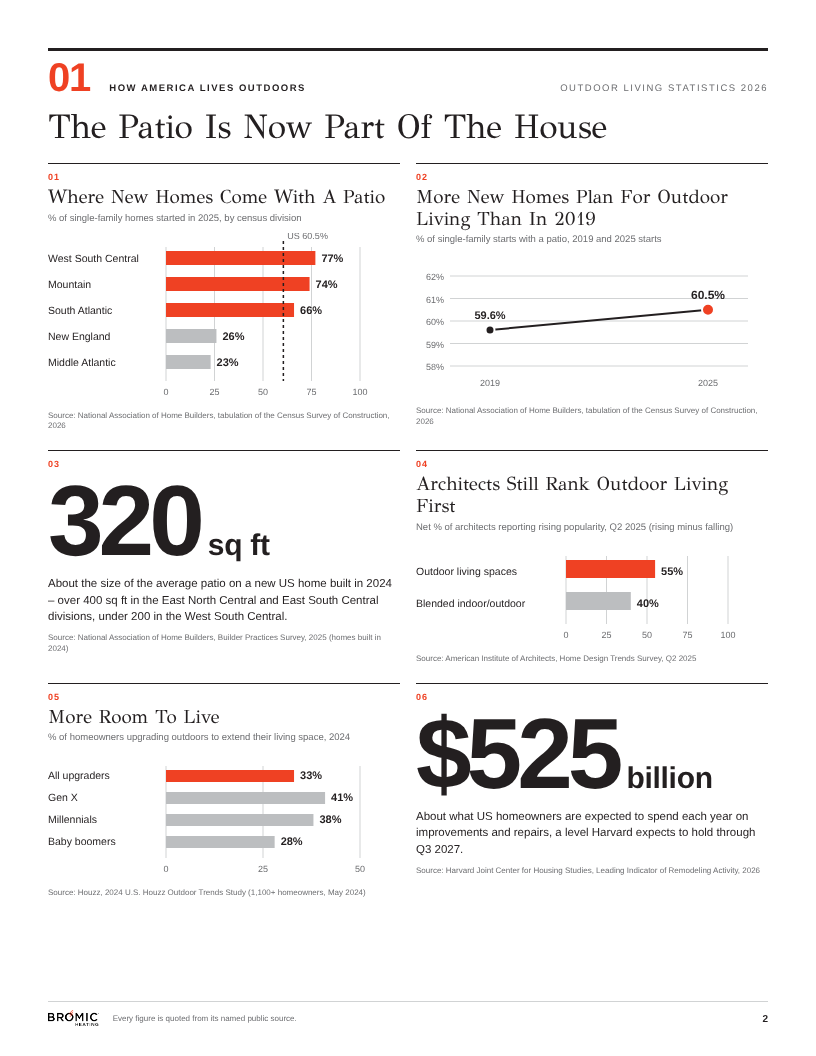 01 HOW AMERICA LIVES OUTDOORS OUTDOOR LIVING STATISTICS 2026
The Patio Is Now Part Of The House
01
Where New Homes Come With A Patio
% of single-family homes started in 2025, by census division
US 60.5%
West South Central 77%
Mountain 74%
South Atlantic 66%
New England 26%
Middle Atlantic 23%
0 25 50 75 100
Source: National Association of Home Builders, tabulation of the Census Survey of Construction,
2026
02
More New Homes Plan For Outdoor
Living Than In 2019
% of single-family starts with a patio, 2019 and 2025 starts
62%
61%
60%
59%
58%
59.6%
60.5%
2019 2025
Source: National Association of Home Builders, tabulation of the Census Survey of Construction,
2026
03
320 sq ft
About the size of the average patio on a new US home built in 2024
– over 400 sq ft in the East North Central and East South Central
divisions, under 200 in the West South Central.
Source: National Association of Home Builders, Builder Practices Survey, 2025 (homes built in
2024)
04
Architects Still Rank Outdoor Living
First
Net % of architects reporting rising popularity, Q2 2025 (rising minus falling)
Outdoor living spaces 55%
Blended indoor/outdoor 40%
0 25 50 75 100
Source: American Institute of Architects, Home Design Trends Survey, Q2 2025
05
More Room To Live
% of homeowners upgrading outdoors to extend their living space, 2024
All upgraders 33%
Gen X 41%
Millennials 38%
Baby boomers 28%
0 25 50
Source: Houzz, 2024 U.S. Houzz Outdoor Trends Study (1,100+ homeowners, May 2024)
06
$525 billion
About what US homeowners are expected to spend each year on
improvements and repairs, a level Harvard expects to hold through
Q3 2027.
Source: Harvard Joint Center for Housing Studies, Leading Indicator of Remodeling Activity, 2026
BROMIC
HEATING
Every figure is quoted from its named public source.
2